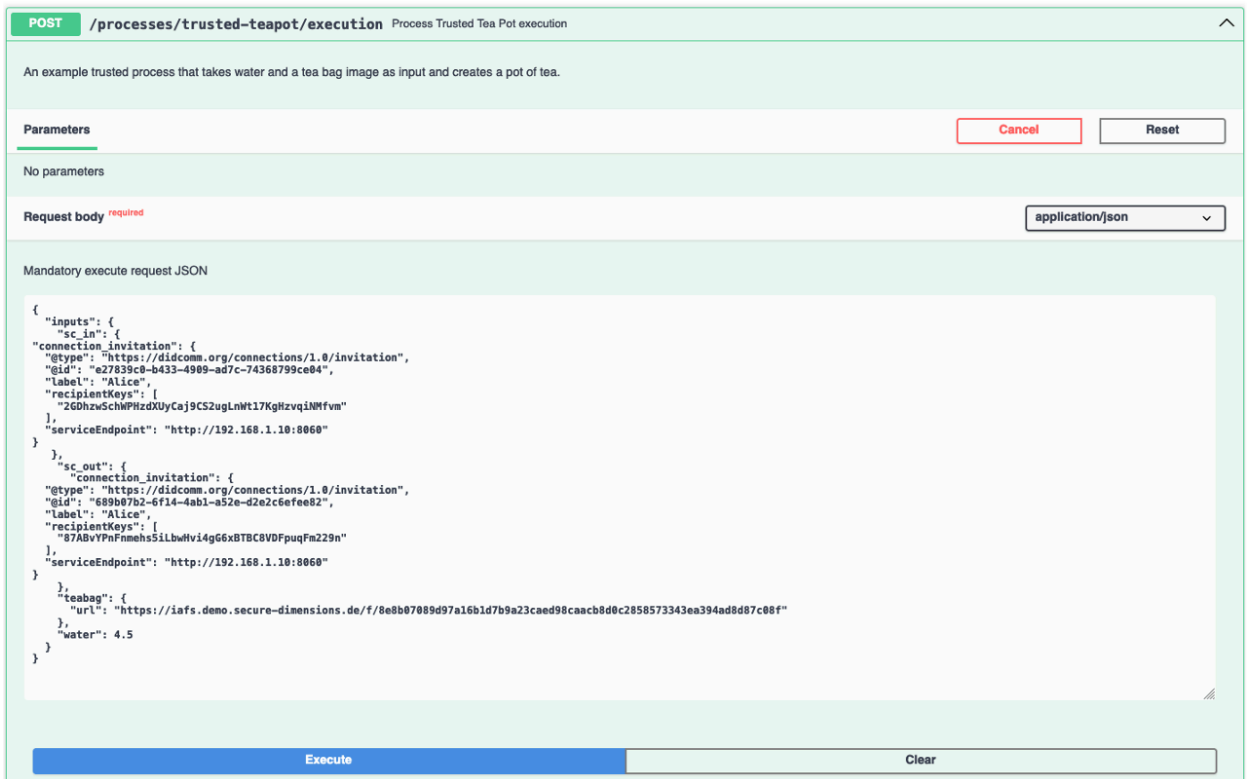 POST /processes/trusted-teapot/execution Process Trusted Tea Pot execution
An example trusted process that takes water and a tea bag image as input and creates a pot of tea.
Parameters Cancel Reset
No parameters
Request body required application/json
Mandatory execute request JSON
{
  "inputs": {
    "sc_in": {
"connection_invitation": {
  "@type": "https://didcomm.org/connections/1.0/invitation",
  "@id": "e27839c0-b433-4909-ad7c-74368799ce04",
  "label": "Alice",
  "recipientKeys": [
    "2GDhzwSchWPHzdXUyCaj9CS2ugLnWt17KgHzvqiNMfvm"
  ],
  "serviceEndpoint": "http://192.168.1.10:8060"
}
   },
    "sc_out": {
      "connection_invitation": {
  "@type": "https://didcomm.org/connections/1.0/invitation",
  "@id": "689b07b2-6f14-4ab1-a52e-d2e2c6efee82",
  "label": "Alice",
  "recipientKeys": [
    "87ABvYPnFnmehs5iLbwHvi4gG6xBTBC8VDFpuqFm229n"
  ],
  "serviceEndpoint": "http://192.168.1.10:8060"
}
    },
    "teabag": {
      "url": "https://iafs.demo.secure-dimensions.de/f/8e8b07089d97a16b1d7b9a23caed98caacb8d0c2858573343ea394ad8d87c08f"
    },
    "water": 4.5
  }
}
Execute Clear